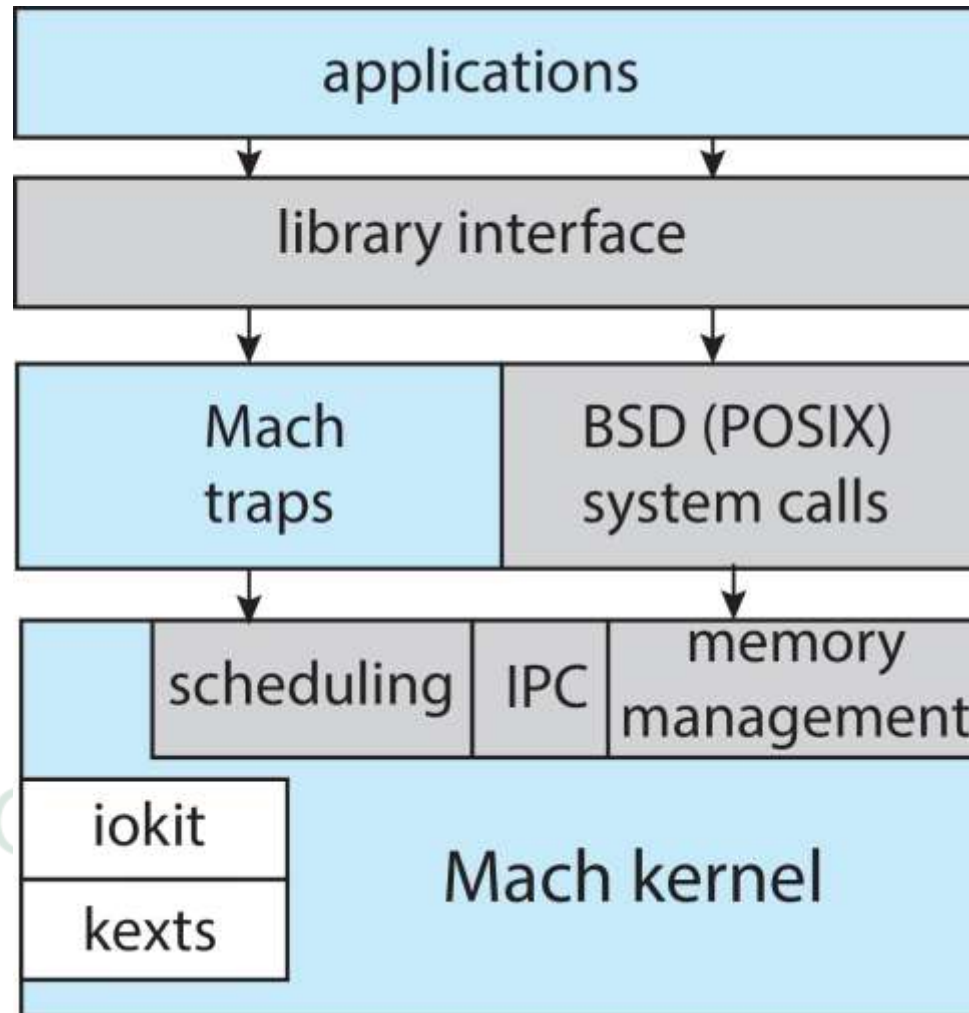 applications
library interface
Mach
traps
BSD (POSIX)
system calls
scheduling
IPC
memory
management
iokit
kexts
Mach kernel